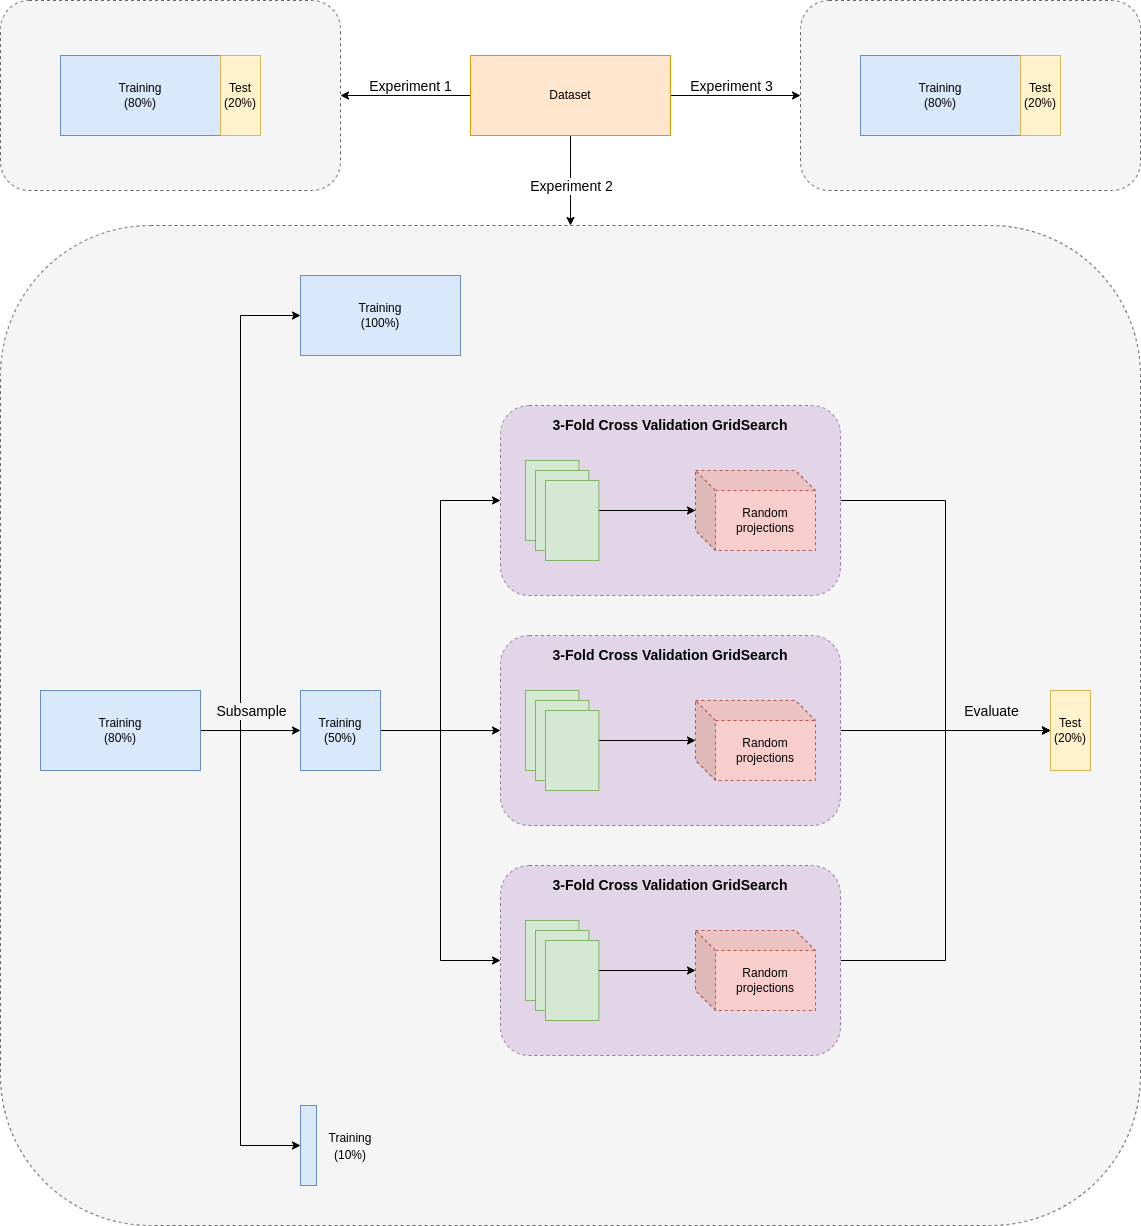 Training
(80%)
Test
(20%)
Experiment 1
Dataset
Experiment 3
Training
(80%)
Test
(20%)
Experiment 2
Training
(100%)
3-Fold Cross Validation GridSearch
Random
projections
3-Fold Cross Validation GridSearch
Random
projections
Training
(80%)
Subsample
Training
(50%)
Evaluate
Test
(20%)
3-Fold Cross Validation GridSearch
Random
projections
Training
(10%)